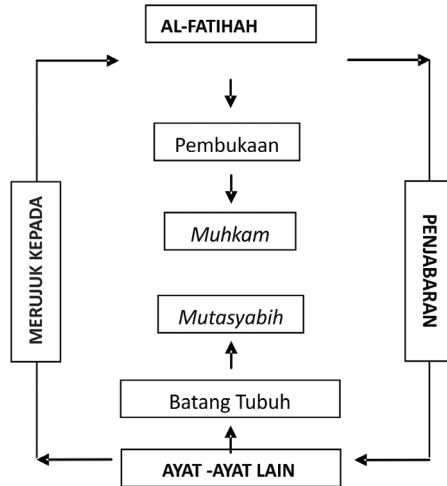 AL-FATIHAH
Pembukaan
Muhkam
MERUJUK KEPADA
PENJABARAN
Mutasyabih
Batang Tubuh
AYAT -AYAT LAIN